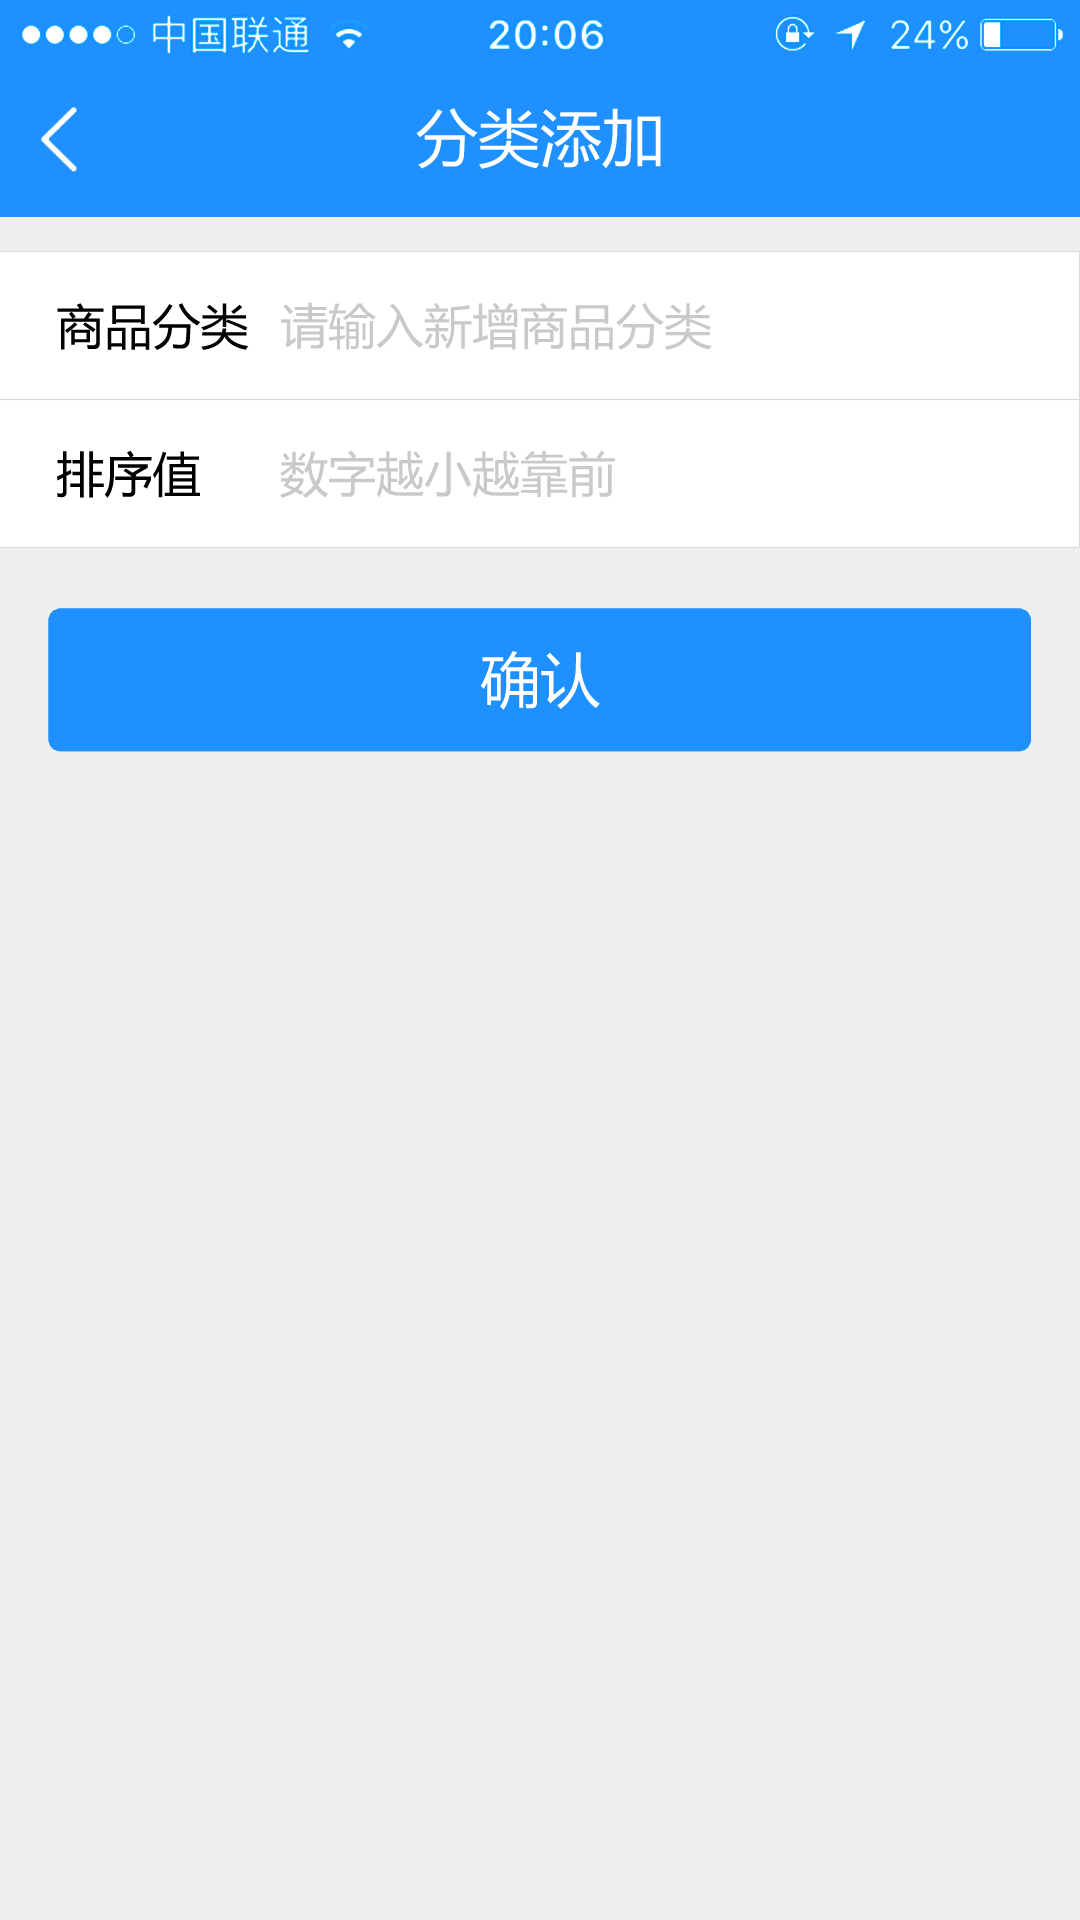 中国联通 20:06 24%
分类添加
商品分类 请输入新增商品分类
排序值 数字越小越靠前
确认